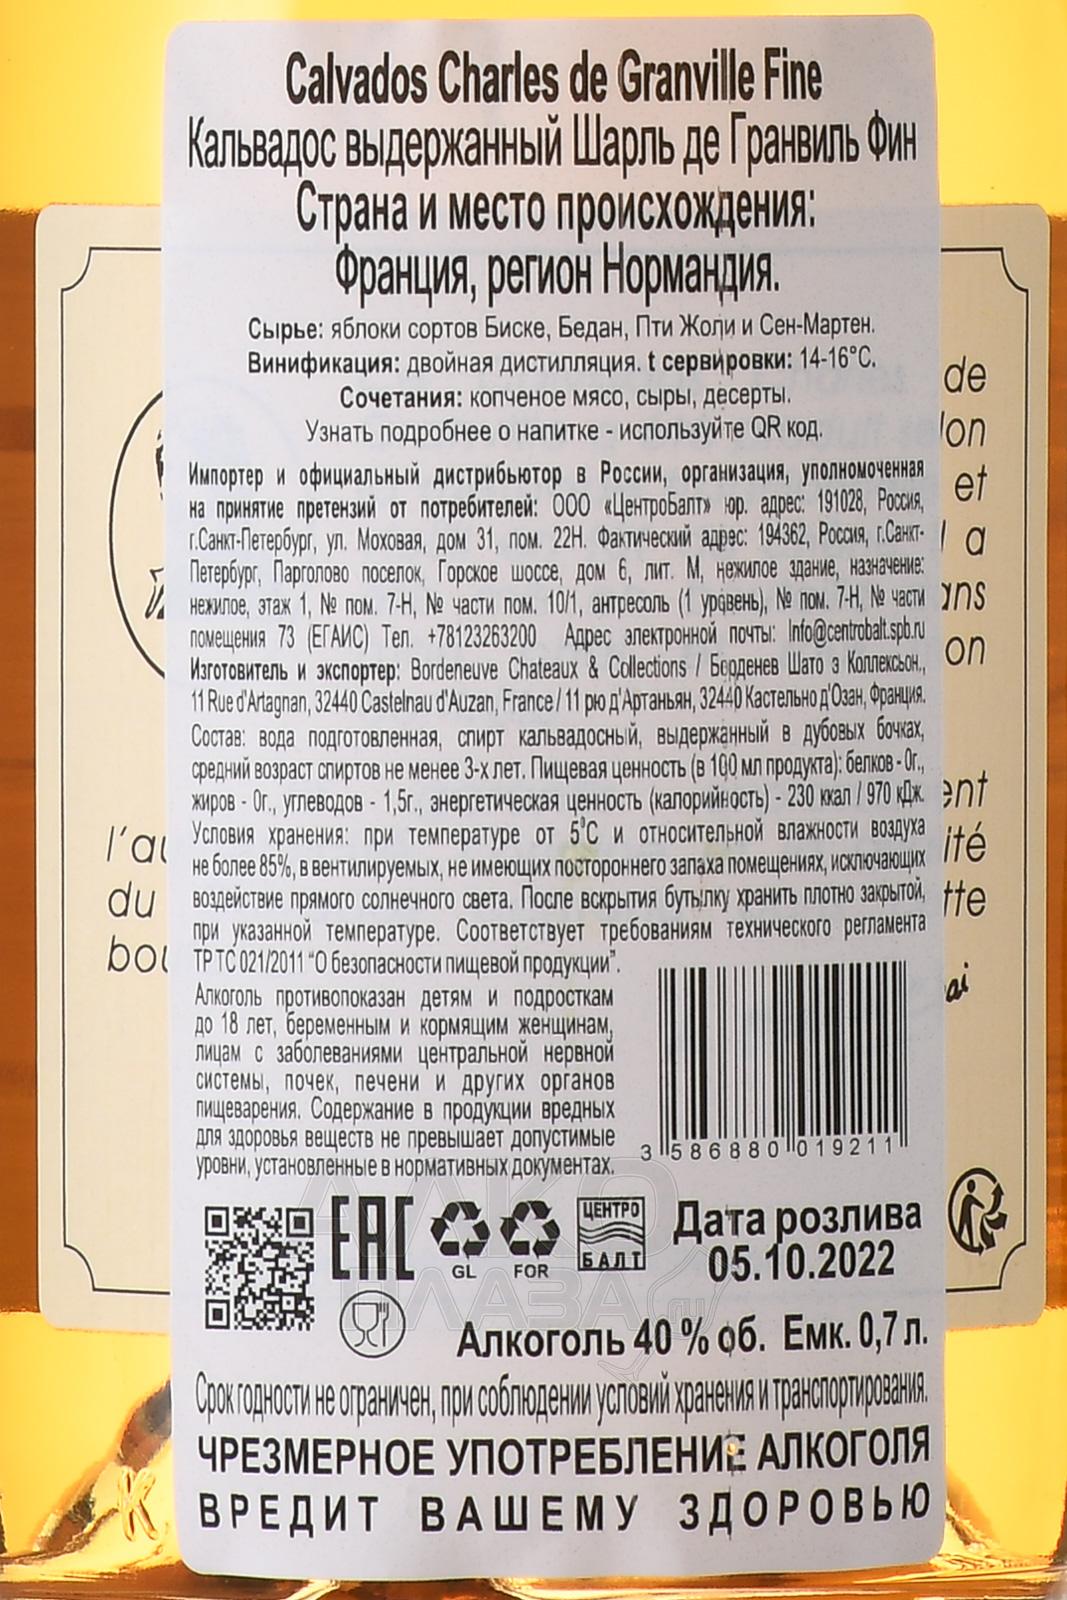 Calvados Charles de Granville Fine
Кальвадос выдержанный Шарль де Гранвиль Фин
Страна и место происхождения:
Франция, регион Нормандия.
Сырье: яблоки сортов Биске, Бедан, Пти Жоли и Сен-Мартен.
Винификация: двойная дистилляция. t сервировки: 14-16°С.
Сочетания: копченое мясо, сыры, десерты.
Узнать подробнее о напитке - используйте QR код.
Импортер и официальный дистрибьютор в России, организация, уполномоченная
на принятие претензий от потребителей: ООО «ЦентроБалт» юр. адрес: 191028, Россия,
г.Санкт-Петербург, ул. Моховая, дом 31, пом. 22Н. Фактический адрес: 194362, Россия, г.Санкт-
Петербург, Парголово поселок, Горское шоссе, дом 6, лит. М, нежилое здание, назначение:
нежилое, этаж 1, № пом. 7-Н, № части пом. 10/1, антресоль (1 уровень), № пом. 7-Н, № части
помещения 73 (ЕГАИС) Тел. +78123263200 Адрес электронной почты: Info@centrobalt.spb.ru
Изготовитель и экспортер: Bordeneuve Chateaux & Collections / Борденев Шато э Коллексьон,,
11 Rue d'Artagnan, 32440 Castelnau d'Auzan, France / 11 рю д'Артаньян, 32440 Кастельно д'Озан, Франция.
Состав: вода подготовленная, спирт кальвадосный, выдержанный в дубовых бочках,
средний возраст спиртов не менее 3-х лет. Пищевая ценность (в 100 мл продукта): белков - 0г.,
жиров - 0г., углеводов - 1,5г., энергетическая ценность (калорийность) - 230 ккал / 970 кДж.
Условия хранения: при температуре от 5°С и относительной влажности воздуха
не более 85%, в вентилируемых, не имеющих постороннего запаха помещениях, исключающих
воздействие прямого солнечного света. После вскрытия бутылку хранить плотно закрытой,
при указанной температуре. Соответствует требованиям технического регламента
ТР ТС 021/2011 "О безопасности пищевой продукции".
Алкоголь противопоказан детям и подросткам
до 18 лет, беременным и кормящим женщинам,
лицам с заболеваниями центральной нервной
системы, почек, печени и других органов
пищеварения. Содержание в продукции вредных
для здоровья веществ не превышает допустимые
уровни, установленные в нормативных документах.
3 586880 019211
EAC
GL
FOR
ЦЕНТРО
БАЛТ
Дата розлива
05.10.2022
Алкоголь 40 % об. Емк. 0,7 л.
Срок годности не ограничен, при соблюдении условий хранения и транспортирования.
ЧРЕЗМЕРНОЕ УПОТРЕБЛЕНИЕ АЛКОГОЛЯ
ВРЕДИТ ВАШЕМУ ЗДОРОВЬЮ
de
et
a
du
АЛКО
ПЛАЗА.ru